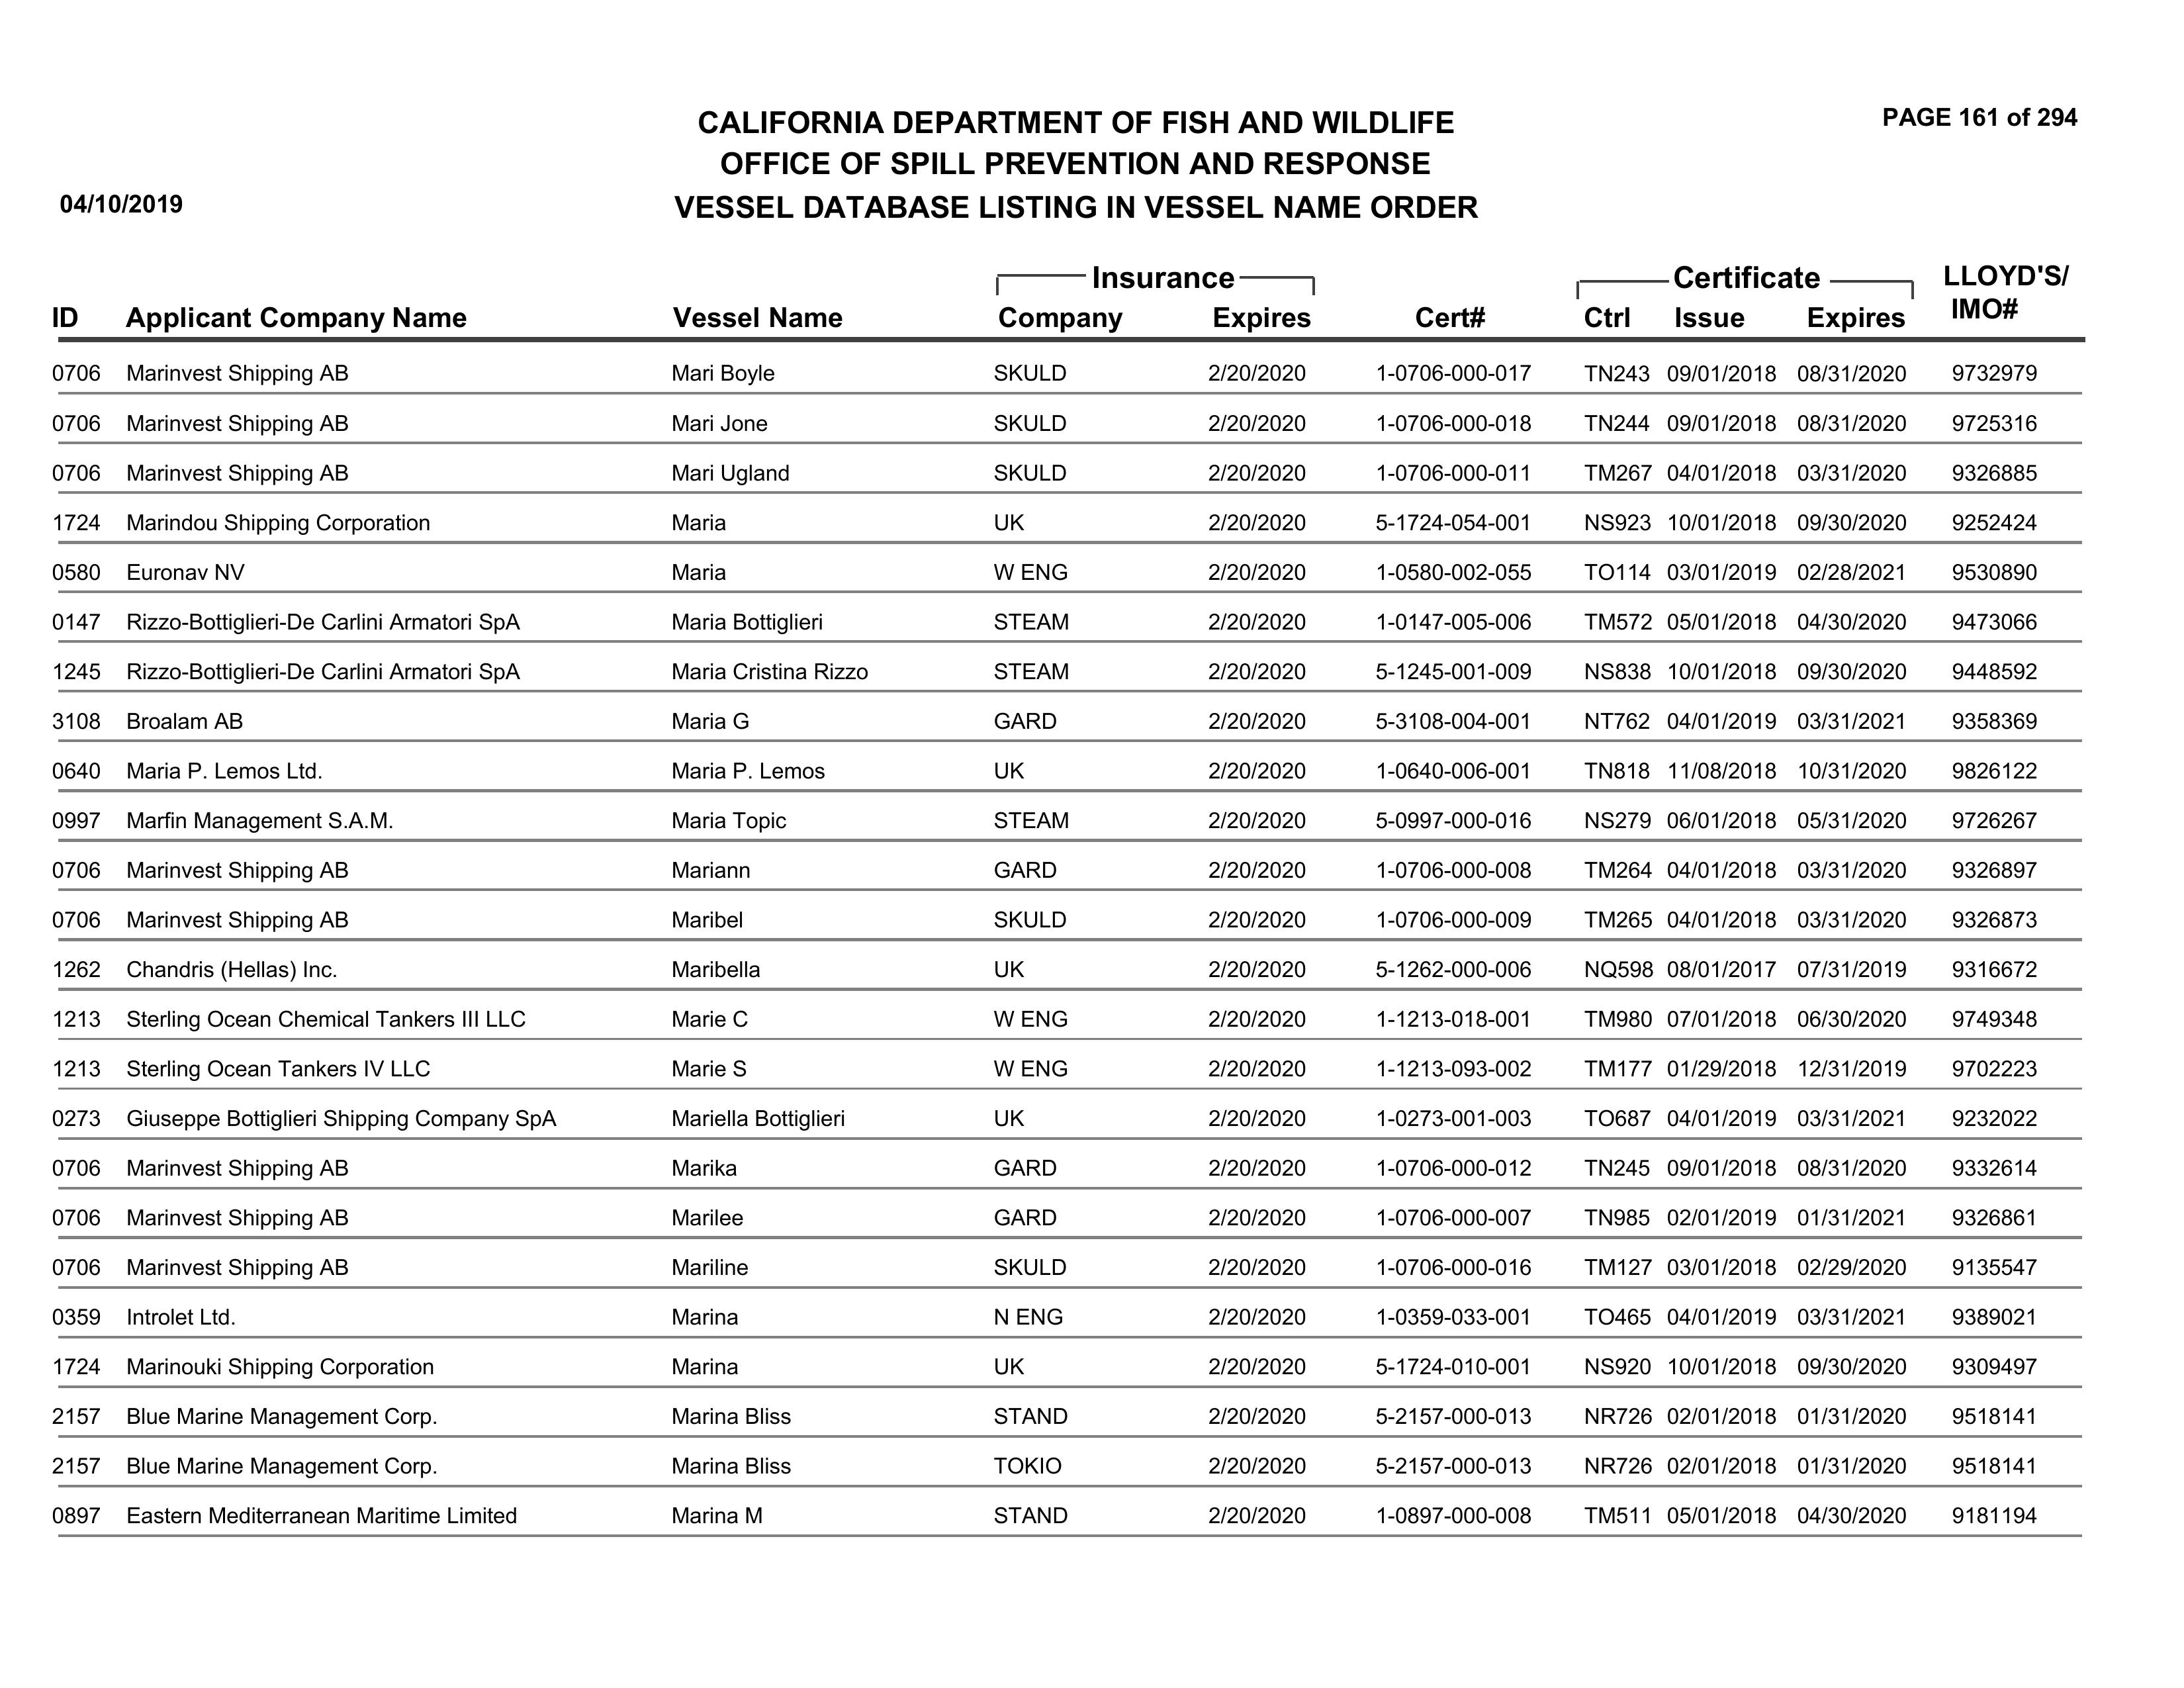 PAGE 161 of 294
CALIFORNIA DEPARTMENT OF FISH AND WILDLIFE
OFFICE OF SPILL PREVENTION AND RESPONSE
04/10/2019 VESSEL DATABASE LISTING IN VESSEL NAME ORDER
Insurance Certificate LLOYD'S/
ID Applicant Company Name Vessel Name Company Expires Cert# Ctrl Issue Expires IMO#
0706 Marinvest Shipping AB Mari Boyle SKULD 2/20/2020 1-0706-000-017 TN243 09/01/2018 08/31/2020 9732979
0706 Marinvest Shipping AB Mari Jone SKULD 2/20/2020 1-0706-000-018 TN244 09/01/2018 08/31/2020 9725316
0706 Marinvest Shipping AB Mari Ugland SKULD 2/20/2020 1-0706-000-011 TM267 04/01/2018 03/31/2020 9326885
1724 Marindou Shipping Corporation Maria UK 2/20/2020 5-1724-054-001 NS923 10/01/2018 09/30/2020 9252424
0580 Euronav NV Maria W ENG 2/20/2020 1-0580-002-055 TO114 03/01/2019 02/28/2021 9530890
0147 Rizzo-Bottiglieri-De Carlini Armatori SpA Maria Bottiglieri STEAM 2/20/2020 1-0147-005-006 TM572 05/01/2018 04/30/2020 9473066
1245 Rizzo-Bottiglieri-De Carlini Armatori SpA Maria Cristina Rizzo STEAM 2/20/2020 5-1245-001-009 NS838 10/01/2018 09/30/2020 9448592
3108 Broalam AB Maria G GARD 2/20/2020 5-3108-004-001 NT762 04/01/2019 03/31/2021 9358369
0640 Maria P. Lemos Ltd. Maria P. Lemos UK 2/20/2020 1-0640-006-001 TN818 11/08/2018 10/31/2020 9826122
0997 Marfin Management S.A.M. Maria Topic STEAM 2/20/2020 5-0997-000-016 NS279 06/01/2018 05/31/2020 9726267
0706 Marinvest Shipping AB Mariann GARD 2/20/2020 1-0706-000-008 TM264 04/01/2018 03/31/2020 9326897
0706 Marinvest Shipping AB Maribel SKULD 2/20/2020 1-0706-000-009 TM265 04/01/2018 03/31/2020 9326873
1262 Chandris (Hellas) Inc. Maribella UK 2/20/2020 5-1262-000-006 NQ598 08/01/2017 07/31/2019 9316672
1213 Sterling Ocean Chemical Tankers III LLC Marie C W ENG 2/20/2020 1-1213-018-001 TM980 07/01/2018 06/30/2020 9749348
1213 Sterling Ocean Tankers IV LLC Marie S W ENG 2/20/2020 1-1213-093-002 TM177 01/29/2018 12/31/2019 9702223
0273 Giuseppe Bottiglieri Shipping Company SpA Mariella Bottiglieri UK 2/20/2020 1-0273-001-003 TO687 04/01/2019 03/31/2021 9232022
0706 Marinvest Shipping AB Marika GARD 2/20/2020 1-0706-000-012 TN245 09/01/2018 08/31/2020 9332614
0706 Marinvest Shipping AB Marilee GARD 2/20/2020 1-0706-000-007 TN985 02/01/2019 01/31/2021 9326861
0706 Marinvest Shipping AB Mariline SKULD 2/20/2020 1-0706-000-016 TM127 03/01/2018 02/29/2020 9135547
0359 Introlet Ltd. Marina N ENG 2/20/2020 1-0359-033-001 TO465 04/01/2019 03/31/2021 9389021
1724 Marinouki Shipping Corporation Marina UK 2/20/2020 5-1724-010-001 NS920 10/01/2018 09/30/2020 9309497
2157 Blue Marine Management Corp. Marina Bliss STAND 2/20/2020 5-2157-000-013 NR726 02/01/2018 01/31/2020 9518141
2157 Blue Marine Management Corp. Marina Bliss TOKIO 2/20/2020 5-2157-000-013 NR726 02/01/2018 01/31/2020 9518141
0897 Eastern Mediterranean Maritime Limited Marina M STAND 2/20/2020 1-0897-000-008 TM511 05/01/2018 04/30/2020 9181194